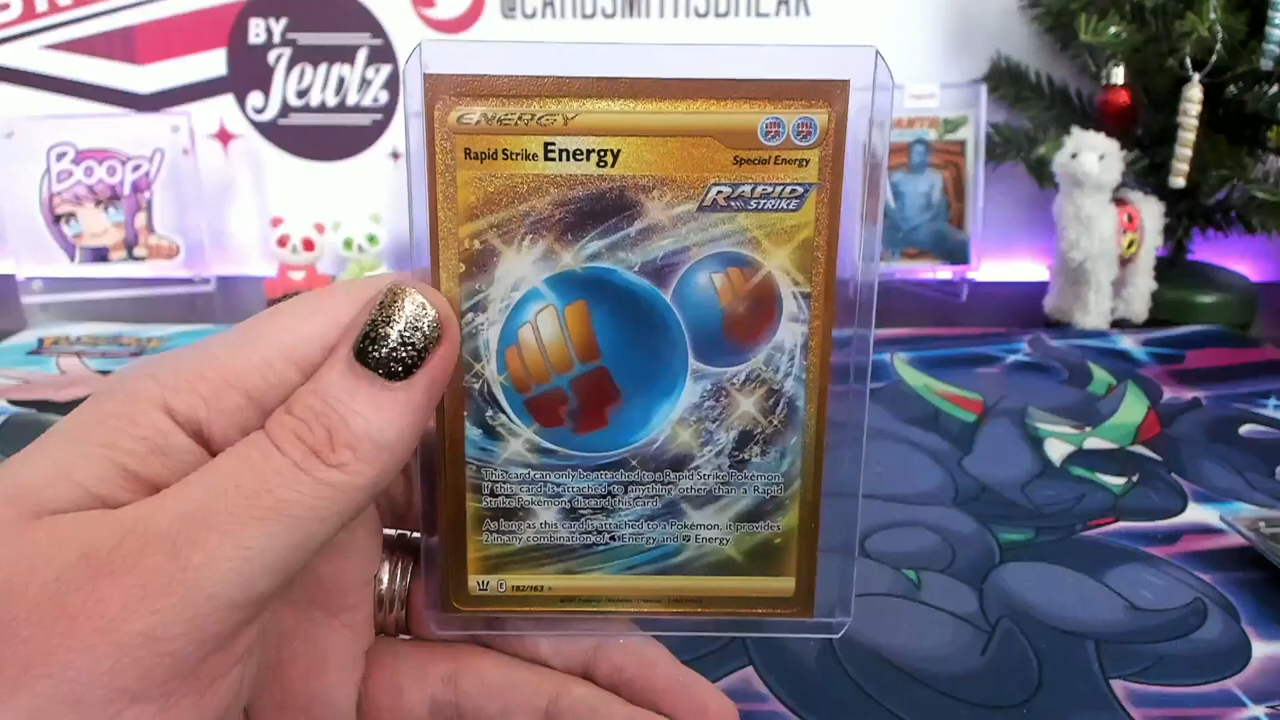 @CARDSMITHSBREAK
BY
Jewlz
Boop!
ENERGY
Rapid Strike Energy
Special Energy
RAPID
STRIKE
This card can only be attached to a Rapid Strike Pokémon.
If this card is attached to anything other than a Rapid
Strike Pokémon, discard this card.
As long as this card is attached to a Pokémon, it provides
2 in any combination of Energy and Energy.
E 182/163